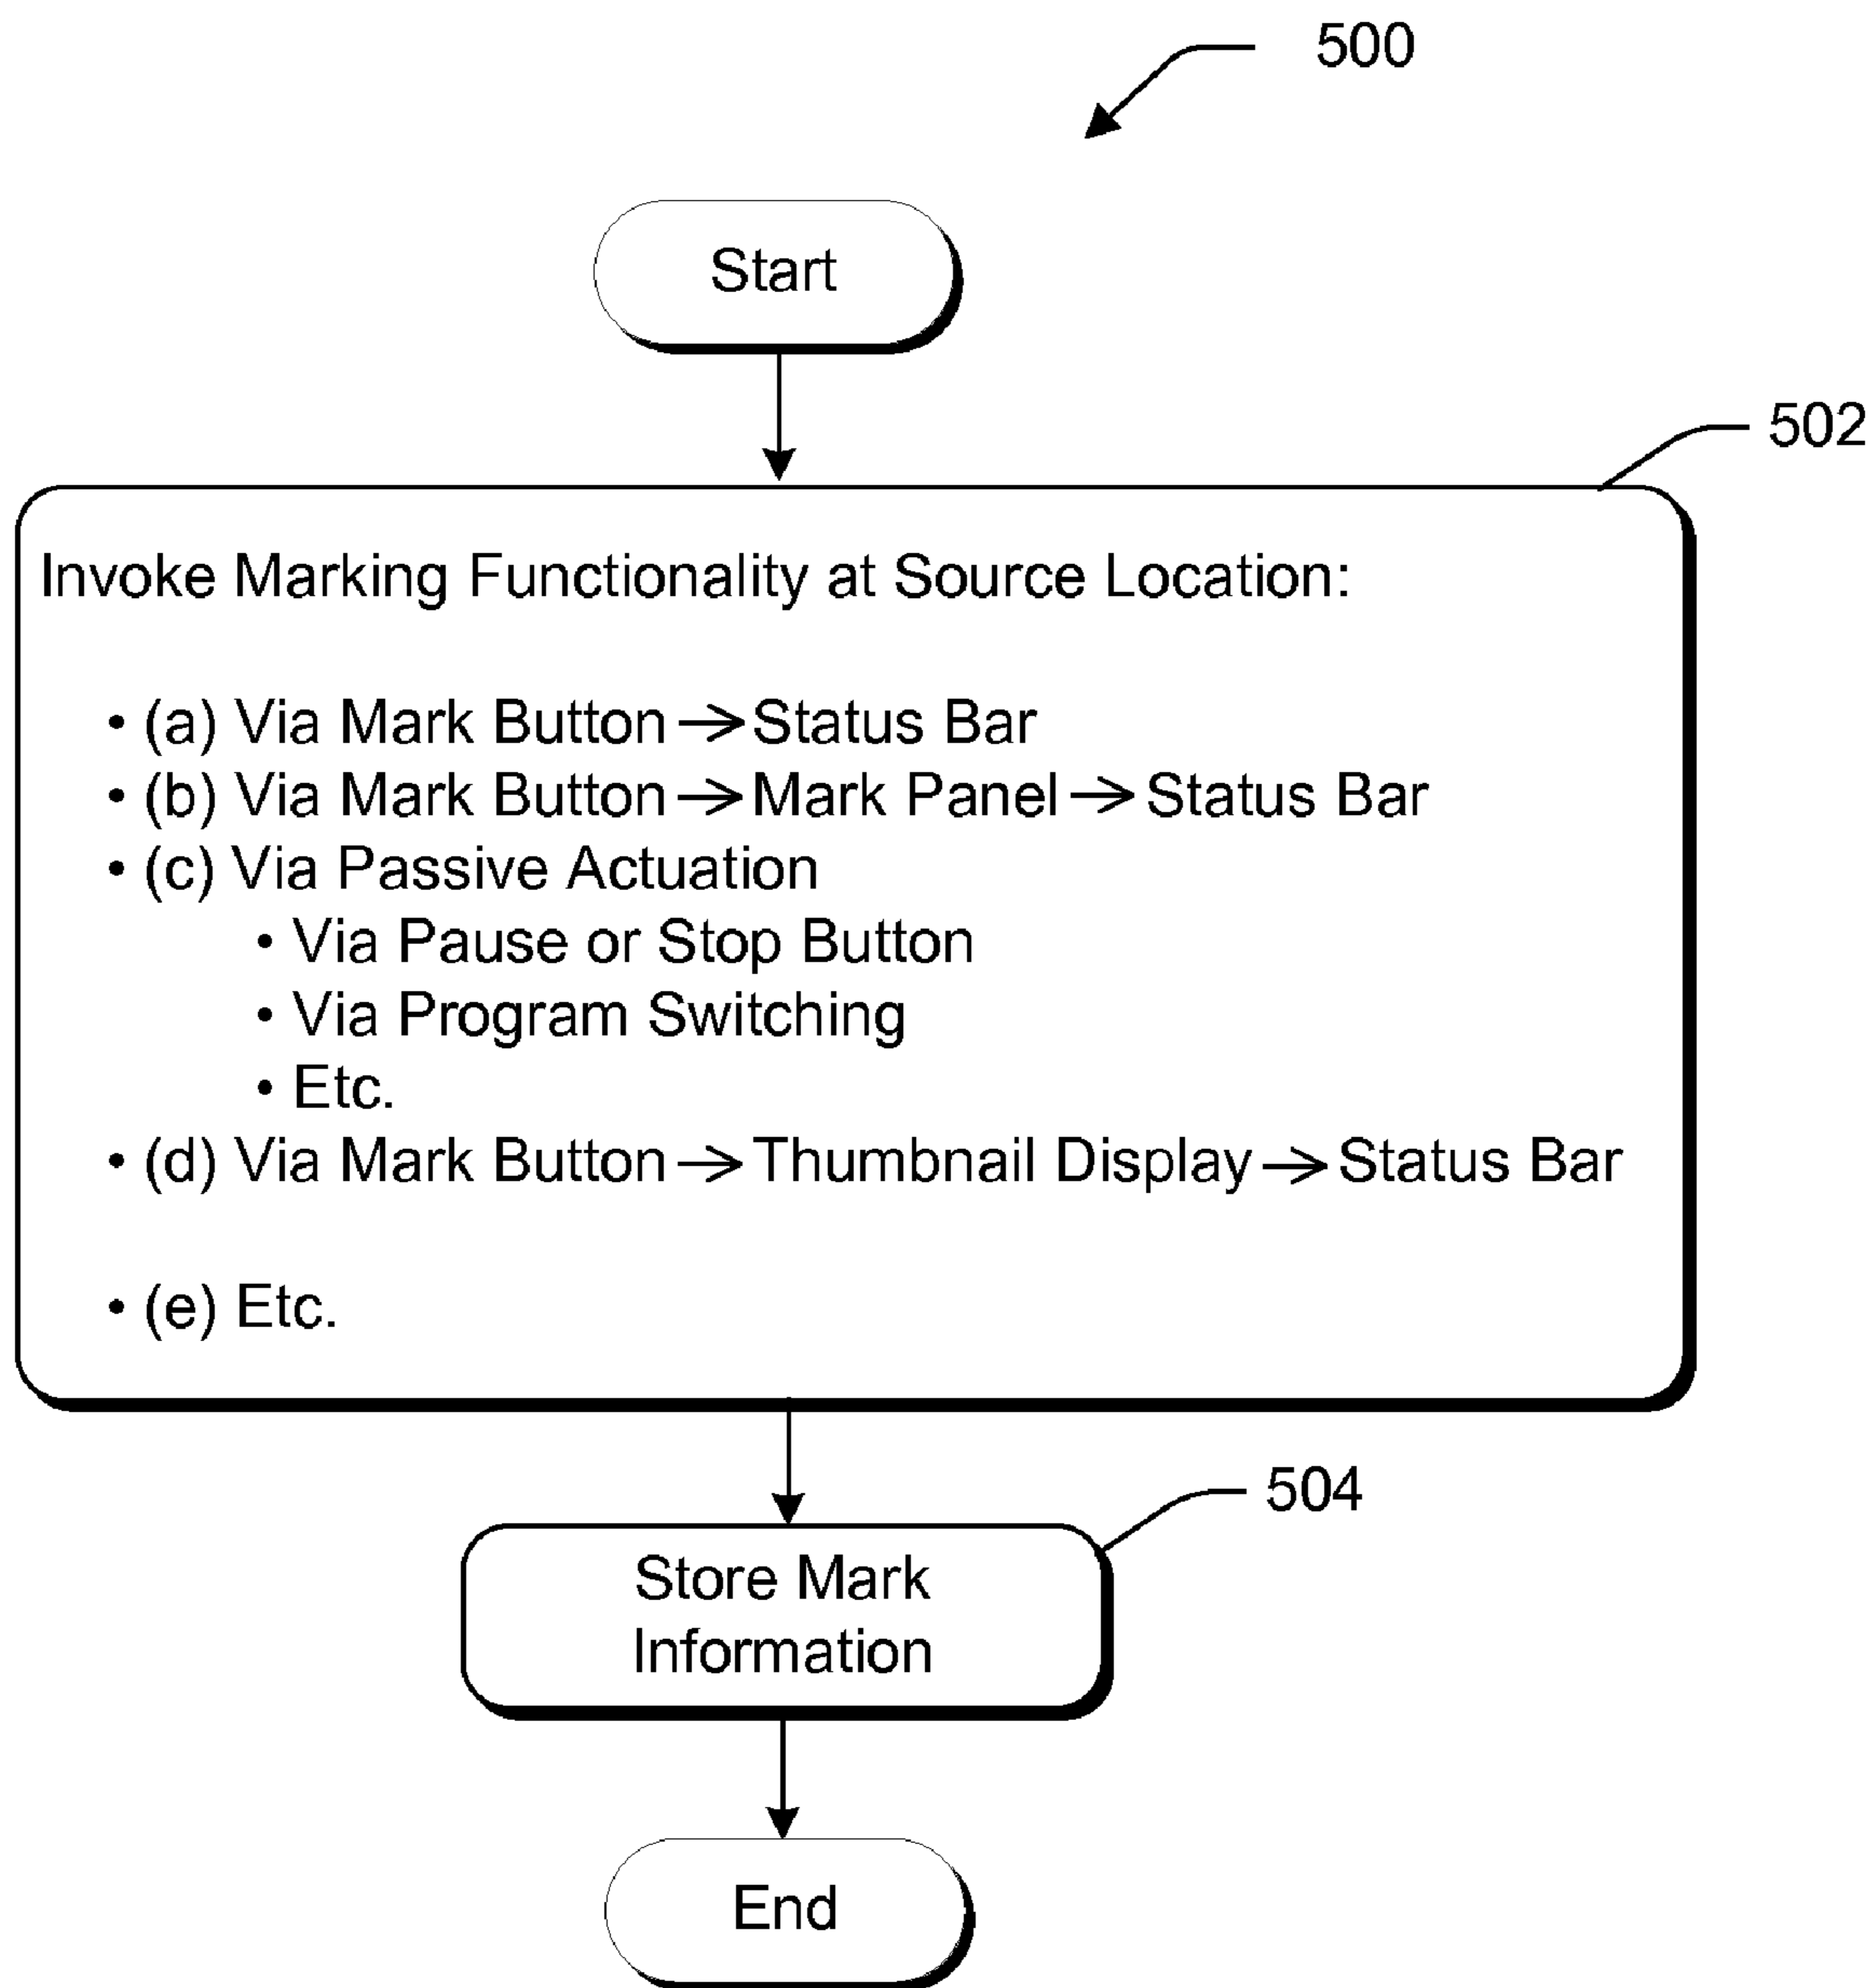 500
Start
502
Invoke Marking Functionality at Source Location:
• (a) Via Mark Button → Status Bar
• (b) Via Mark Button → Mark Panel → Status Bar
• (c) Via Passive Actuation
• Via Pause or Stop Button
• Via Program Switching
• Etc.
• (d) Via Mark Button → Thumbnail Display → Status Bar
• (e) Etc.
504
Store Mark
Information
End